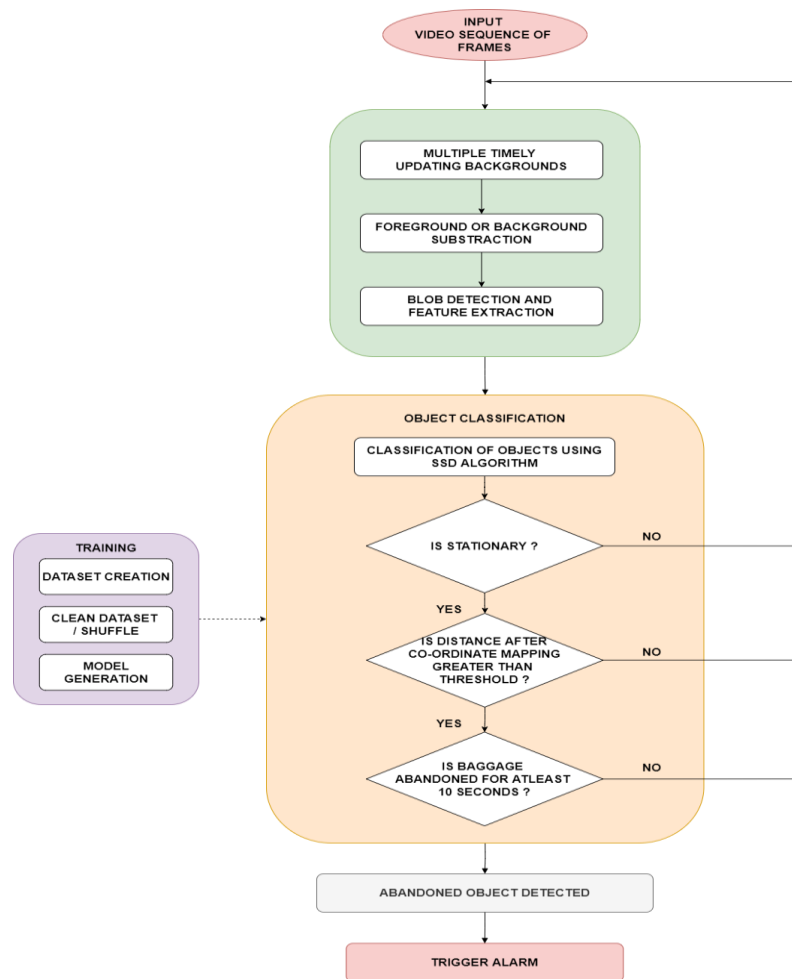 INPUT
VIDEO SEQUENCE OF
FRAMES
MULTIPLE TIMELY
UPDATING BACKGROUNDS
FOREGROUND OR BACKGROUND
SUBSTRACTION
BLOB DETECTION AND
FEATURE EXTRACTION
OBJECT CLASSIFICATION
CLASSIFICATION OF OBJECTS USING
SSD ALGORITHM
IS STATIONARY ?
NO
YES
IS DISTANCE AFTER
CO-ORDINATE MAPPING
GREATER THAN
THRESHOLD ?
NO
YES
IS BAGGAGE
ABANDONED FOR ATLEAST
10 SECONDS ?
NO
TRAINING
DATASET CREATION
CLEAN DATASET
/ SHUFFLE
MODEL
GENERATION
ABANDONED OBJECT DETECTED
TRIGGER ALARM